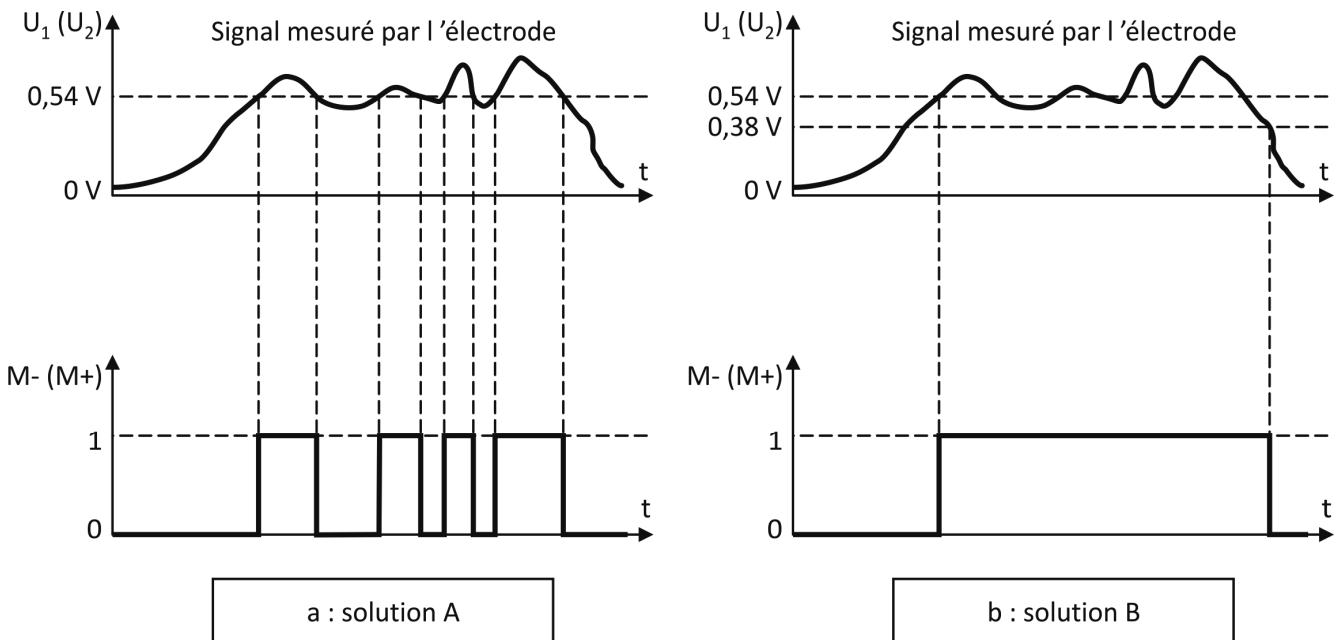 U₁ (U₂)
Signal mesuré par l ’électrode
0,54 V
0 V
t
M- (M+)
1
0
t
a : solution A
U₁ (U₂)
Signal mesuré par l ’électrode
0,54 V
0,38 V
0 V
t
M- (M+)
1
0
t
b : solution B